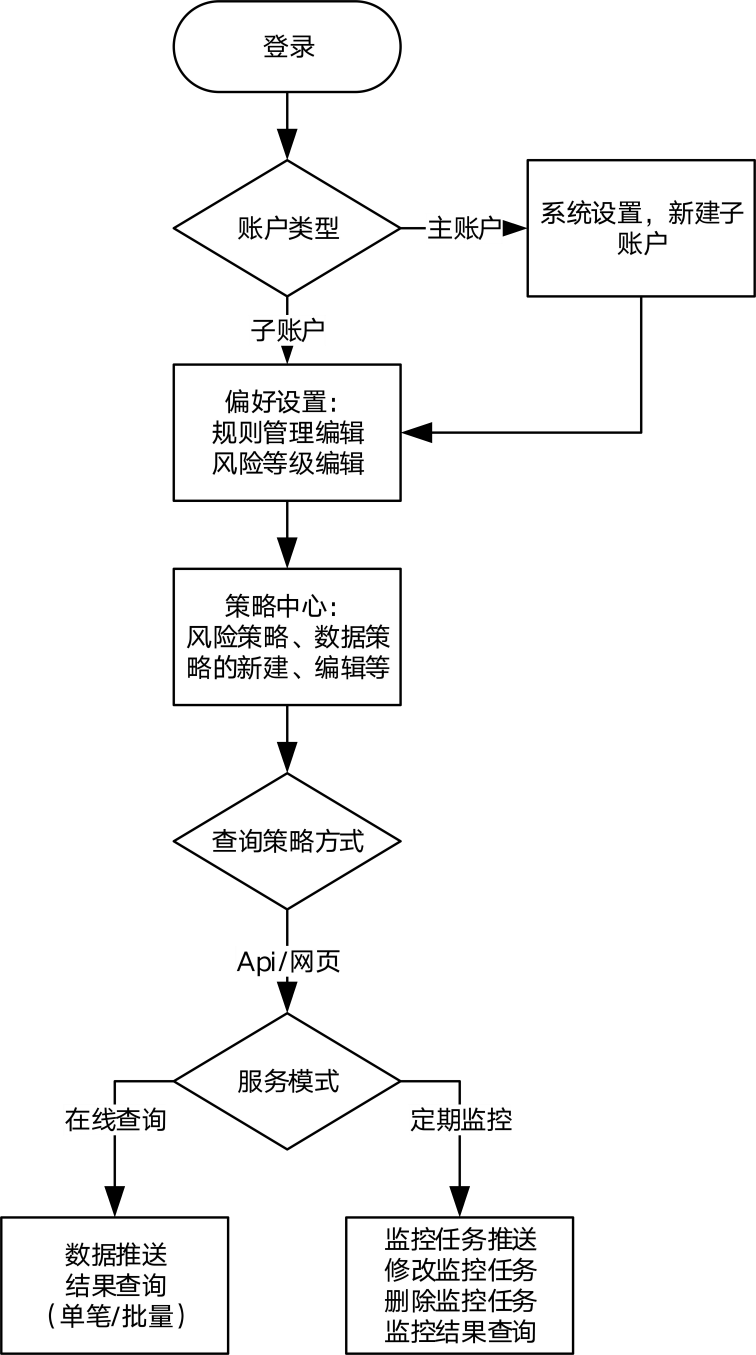 登录
账户类型
主账户
系统设置，新建子
账户
子账户
偏好设置：
规则管理编辑
风险等级编辑
策略中心：
风险策略、数据策
略的新建、编辑等
查询策略方式
Api/网页
服务模式
在线查询
定期监控
数据推送
结果查询
（单笔/批量）
监控任务推送
修改监控任务
删除监控任务
监控结果查询